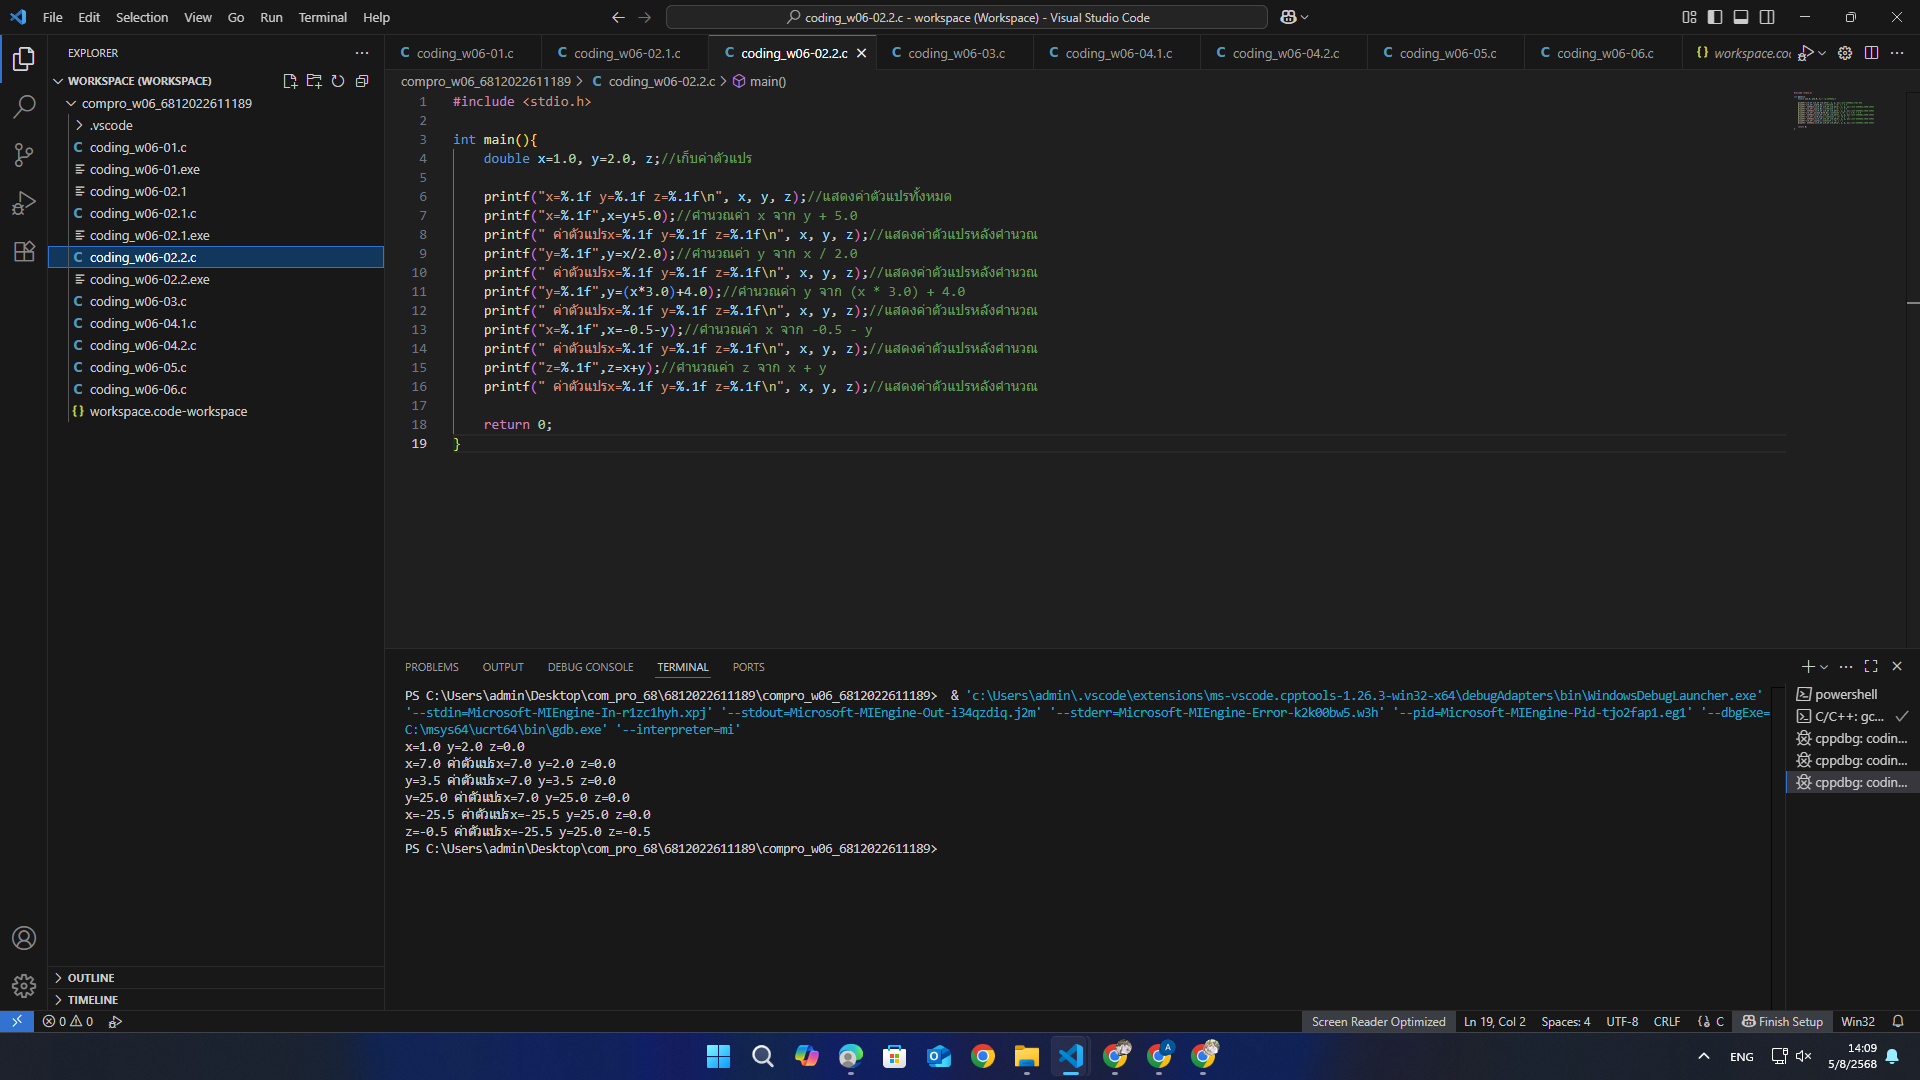 File Edit Selection View Go Run Terminal Help
coding_w06-02.2.c - workspace (Workspace) - Visual Studio Code
EXPLORER
WORKSPACE (WORKSPACE)
compro_w06_6812022611189
.vscode
coding_w06-01.c
coding_w06-01.exe
coding_w06-02.1
coding_w06-02.1.c
coding_w06-02.1.exe
coding_w06-02.2.c
coding_w06-02.2.exe
coding_w06-03.c
coding_w06-04.1.c
coding_w06-04.2.c
coding_w06-05.c
coding_w06-06.c
workspace.code-workspace
OUTLINE
TIMELINE
coding_w06-01.c coding_w06-02.1.c coding_w06-02.2.c coding_w06-03.c coding_w06-04.1.c coding_w06-04.2.c coding_w06-05.c coding_w06-06.c workspace.co
compro_w06_6812022611189 > coding_w06-02.2.c > main()
1 #include <stdio.h>
2
3 int main(){
4 double x=1.0, y=2.0, z;//เก็บค่าตัวแปร
5
6 printf("x=%.1f y=%.1f z=%.1f\n", x, y, z);//แสดงค่าตัวแปรทั้งหมด
7 printf("x=%.1f",x=y+5.0);//คำนวณค่า x จาก y + 5.0
8 printf(" ค่าตัวแปรx=%.1f y=%.1f z=%.1f\n", x, y, z);//แสดงค่าตัวแปรหลังคำนวณ
9 printf("y=%.1f",y=x/2.0);//คำนวณค่า y จาก x / 2.0
10 printf(" ค่าตัวแปรx=%.1f y=%.1f z=%.1f\n", x, y, z);//แสดงค่าตัวแปรหลังคำนวณ
11 printf("y=%.1f",y=(x*3.0)+4.0);//คำนวณค่า y จาก (x * 3.0) + 4.0
12 printf(" ค่าตัวแปรx=%.1f y=%.1f z=%.1f\n", x, y, z);//แสดงค่าตัวแปรหลังคำนวณ
13 printf("x=%.1f",x=-0.5-y);//คำนวณค่า x จาก -0.5 - y
14 printf(" ค่าตัวแปรx=%.1f y=%.1f z=%.1f\n", x, y, z);//แสดงค่าตัวแปรหลังคำนวณ
15 printf("z=%.1f",z=x+y);//คำนวณค่า z จาก x + y
16 printf(" ค่าตัวแปรx=%.1f y=%.1f z=%.1f\n", x, y, z);//แสดงค่าตัวแปรหลังคำนวณ
17
18 return 0;
19 }
PROBLEMS OUTPUT DEBUG CONSOLE TERMINAL PORTS
PS C:\Users\admin\Desktop\com_pro_68\6812022611189\compro_w06_6812022611189> & 'c:\Users\admin\.vscode\extensions\ms-vscode.cpptools-1.26.3-win32-x64\debugAdapters\bin\WindowsDebugLauncher.exe'
'--stdin=Microsoft-MIEngine-In-r1zc1hyh.xpj' '--stdout=Microsoft-MIEngine-Out-i34qzdiq.j2m' '--stderr=Microsoft-MIEngine-Error-k2k00bw5.w3h' '--pid=Microsoft-MIEngine-Pid-tjo2fap1.eg1' '--dbgExe=
C:\msys64\ucrt64\bin\gdb.exe' '--interpreter=mi'
x=1.0 y=2.0 z=0.0
x=7.0 ค่าตัวแปรx=7.0 y=2.0 z=0.0
y=3.5 ค่าตัวแปรx=7.0 y=3.5 z=0.0
y=25.0 ค่าตัวแปรx=7.0 y=25.0 z=0.0
x=-25.5 ค่าตัวแปรx=-25.5 y=25.0 z=0.0
z=-0.5 ค่าตัวแปรx=-25.5 y=25.0 z=-0.5
PS C:\Users\admin\Desktop\com_pro_68\6812022611189\compro_w06_6812022611189>
powershell
C/C++: gc...
cppdbg: codin...
cppdbg: codin...
cppdbg: codin...
0 0
Screen Reader Optimized Ln 19, Col 2 Spaces: 4 UTF-8 CRLF C Finish Setup Win32
ENG
14:09
5/8/2568